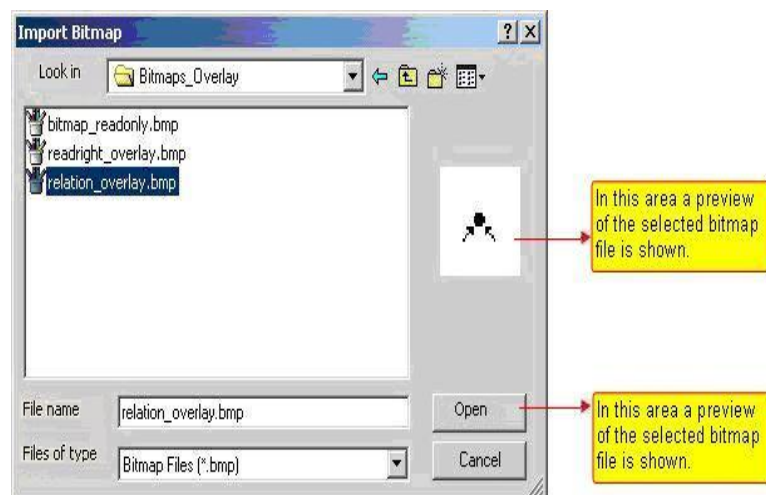 Import Bitmap
Look in
Bitmaps_Overlay
bitmap_readonly.bmp
readright_overlay.bmp
relation_overlay.bmp
In this area a preview
of the selected bitmap
file is shown.
File name
relation_overlay.bmp
Open
In this area a preview
of the selected bitmap
file is shown.
Files of type
Bitmap Files (*.bmp)
Cancel